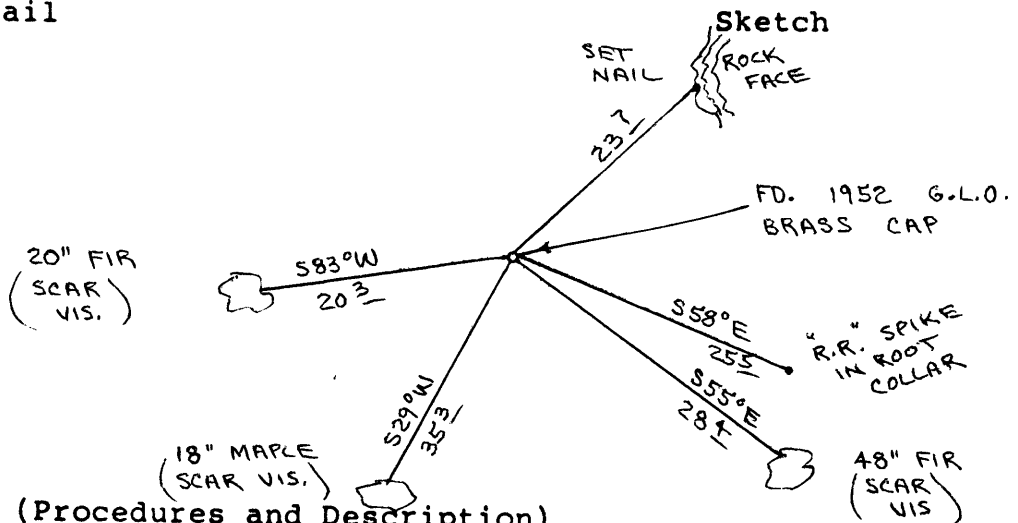 ail
Sketch
SET
NAIL
ROCK
FACE
23 7
FD. 1952 G.L.O.
BRASS CAP
20" FIR
(SCAR
VIS.)
S83°W
20 3
S58°E
25 5
"R.R." SPIKE
IN ROOT
COLLAR
S55°E
28 4
S29°W
35 3
18" MAPLE
(SCAR VIS.)
48" FIR
(SCAR
VIS)
(Procedures and Description)